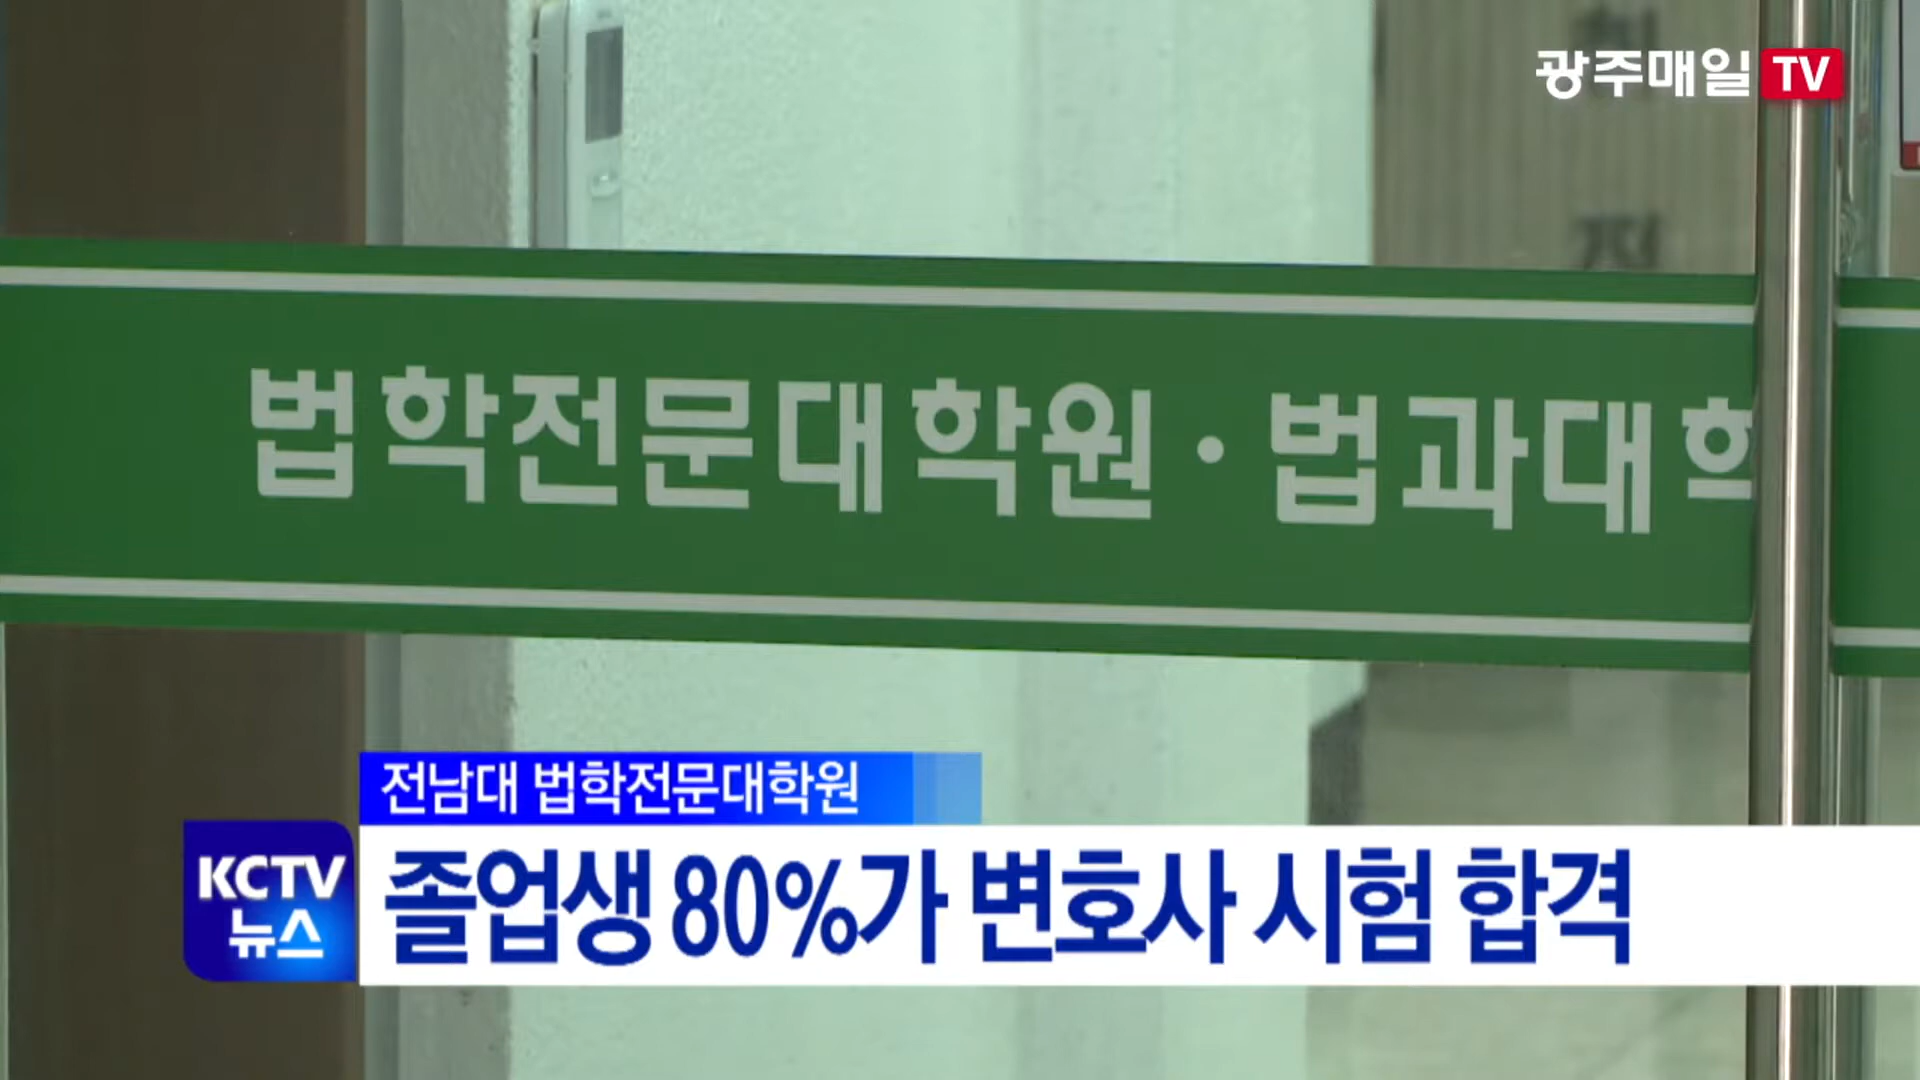 광주매일 TV
법학전문대학원 · 법과대학
전남대 법학전문대학원
KCTV 뉴스
졸업생 80%가 변호사 시험 합격